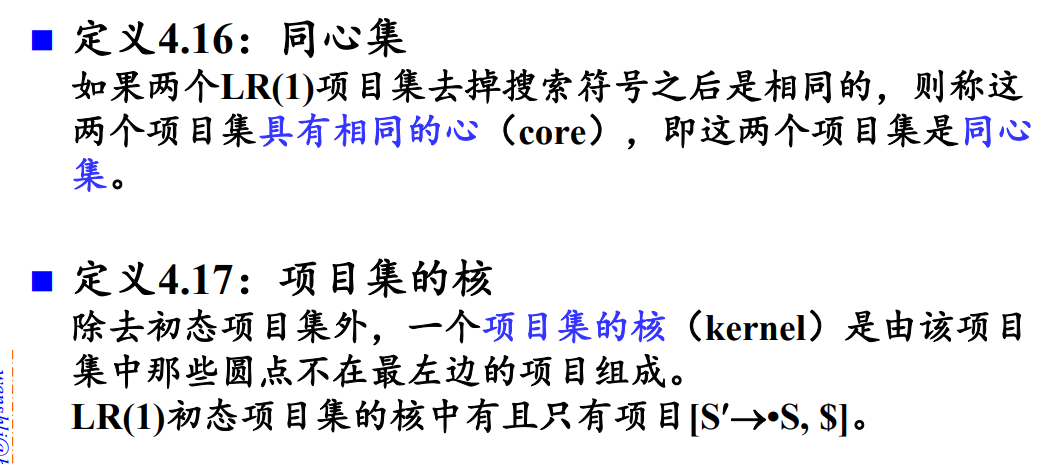 ■ 定义4.16：同心集
如果两个LR(1)项目集去掉搜索符号之后是相同的，则称这
两个项目集具有相同的心（core），即这两个项目集是同心
集。
■ 定义4.17：项目集的核
除去初态项目集外，一个项目集的核（kernel）是由该项目
集中那些圆点不在最左边的项目组成。
LR(1)初态项目集的核中有且只有项目[S′→•S, $]。